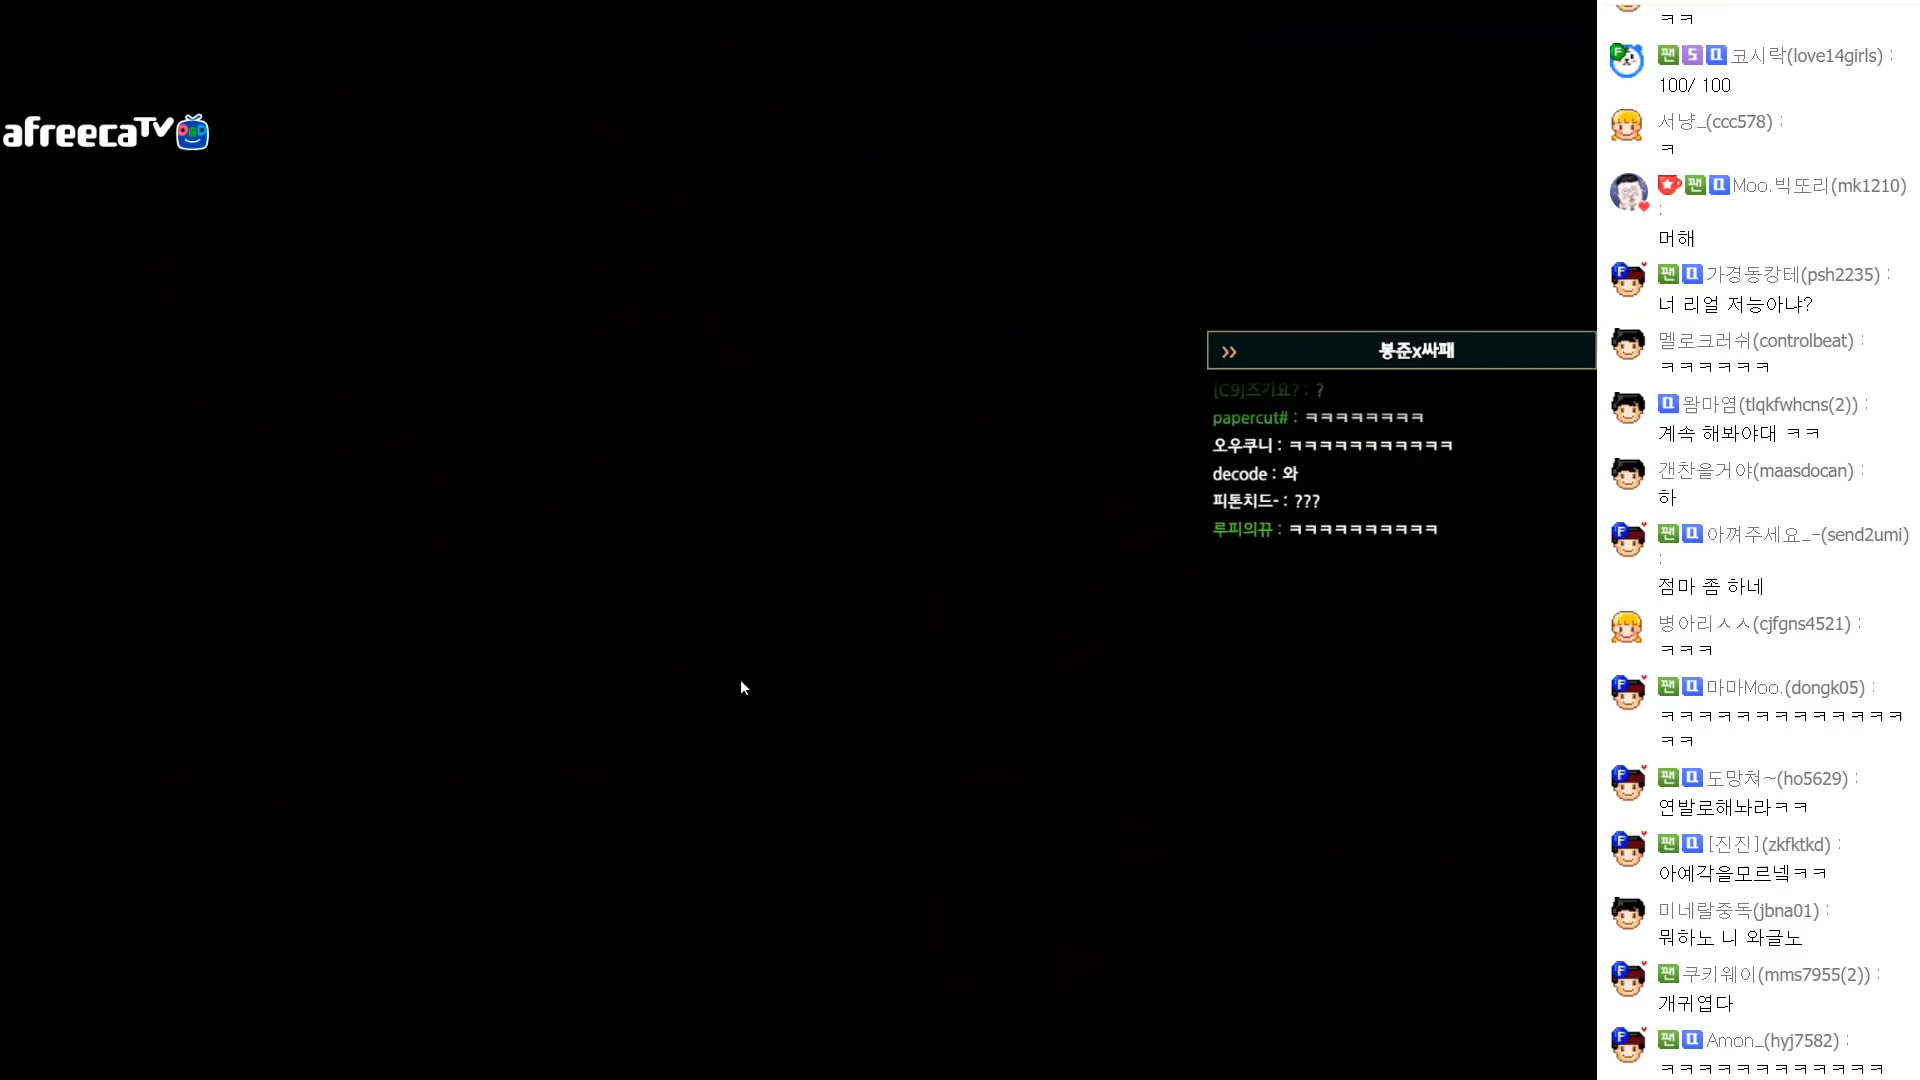 afreecaTV
봉준x싸패
[C9]즈기요? : ?
papercut# : ㅋㅋㅋㅋㅋㅋㅋㅋ
오우쿠니 : ㅋㅋㅋㅋㅋㅋㅋㅋㅋㅋㅋ
decode : 와
피톤치드- : ???
루피의뀨 : ㅋㅋㅋㅋㅋㅋㅋㅋㅋㅋ
ㅋㅋ
팬 S 코시락(love14girls) :
100/ 100
서냥_(ccc578) :
ㅋ
팬 Moo.빅또리(mk1210)
:
머해
팬 가경동캉테(psh2235) :
너 리얼 저능아냐?
멜로크러쉬(controlbeat) :
ㅋㅋㅋㅋㅋㅋ
왐마염(tlqkfwhcns(2)) :
계속 해봐야대 ㅋㅋ
갠찬을거야(maasdocan) :
하
팬 아껴주세요_-(send2umi)
:
점마 좀 하네
병아리ㅅㅅ(cjfgns4521) :
ㅋㅋㅋ
팬 마마Moo.(dongk05) :
ㅋㅋㅋㅋㅋㅋㅋㅋㅋㅋㅋㅋㅋ
ㅋㅋ
팬 도망쳐~(ho5629) :
연발로해놔라ㅋㅋ
팬 [진진](zkfktkd) :
아예각을모르넼ㅋㅋ
미네랄중독(jbna01) :
뭐하노 니 와글노
팬 쿠키웨이(mms7955(2)) :
개귀엽다
팬 Amon_(hyj7582) :
ㅋㅋㅋㅋㅋㅋㅋㅋㅋㅋㅋㅋ